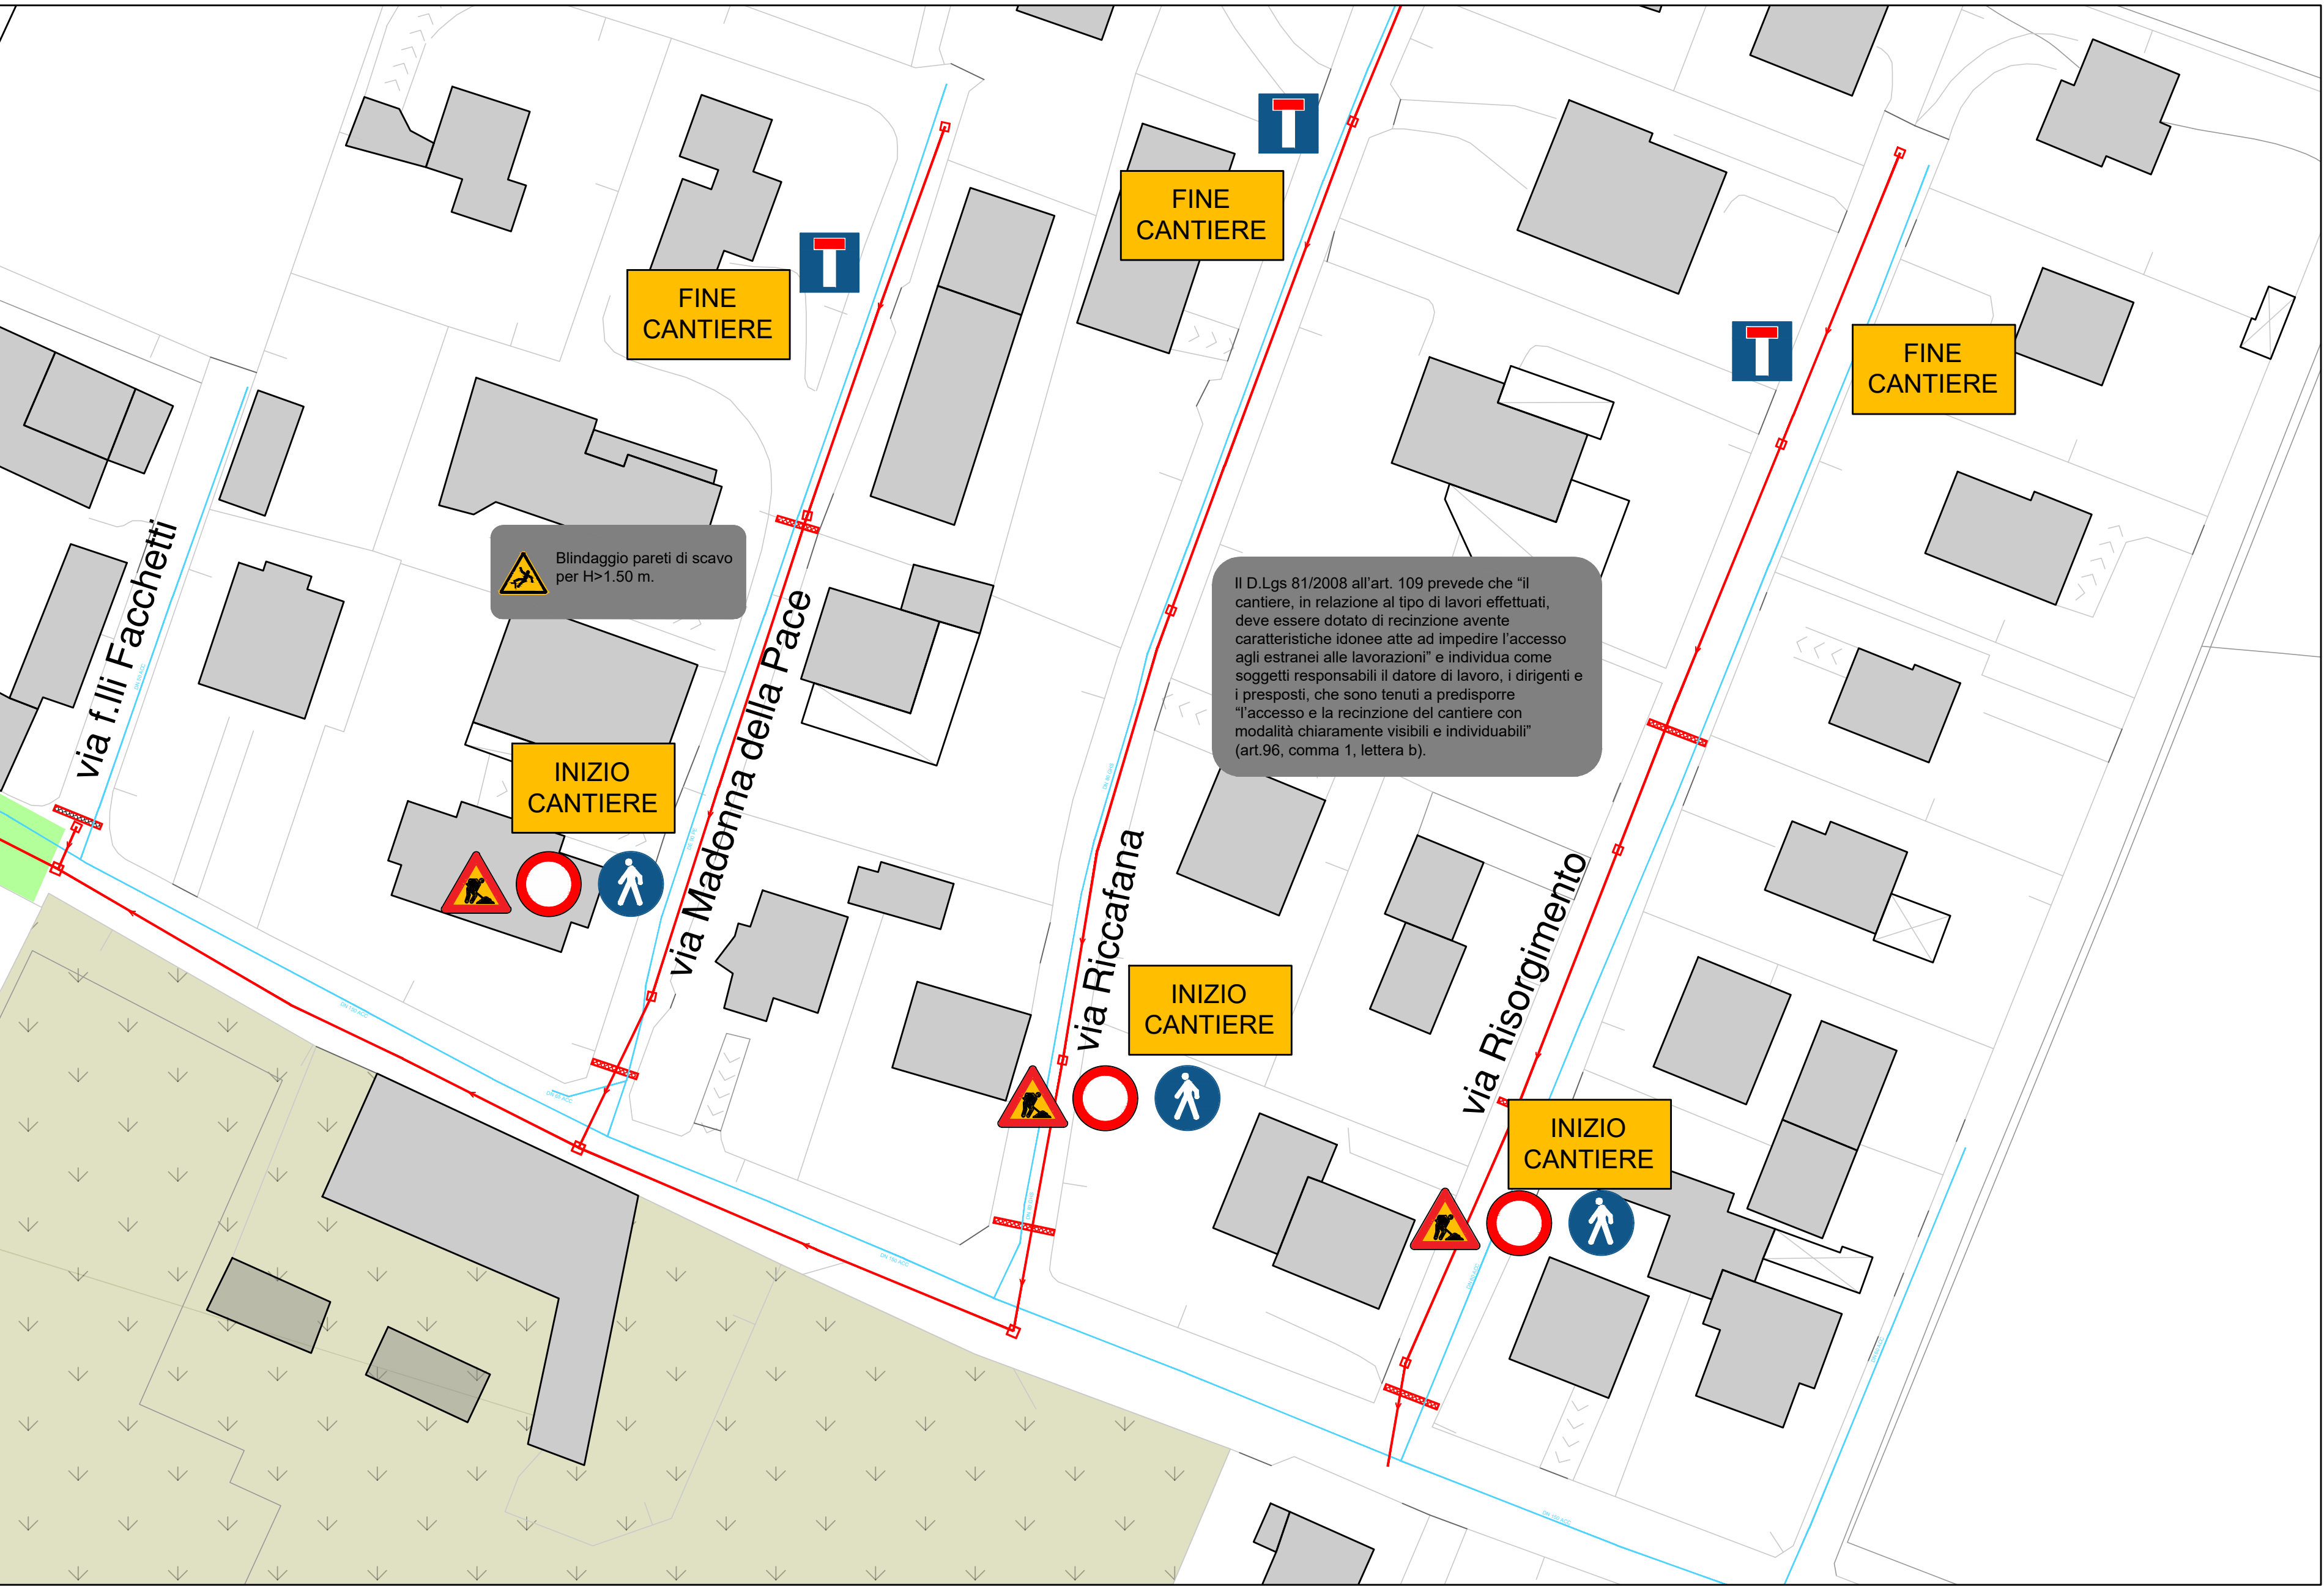 FINE
CANTIERE
FINE
CANTIERE
FINE
CANTIERE
Blindaggio pareti di scavo
per H>1.50 m.
Il D.Lgs 81/2008 all’art. 109 prevede che “il
cantiere, in relazione al tipo di lavori effettuati,
deve essere dotato di recinzione avente
caratteristiche idonee atte ad impedire l’accesso
agli estranei alle lavorazioni” e individua come
soggetti responsabili il datore di lavoro, i dirigenti e
i presposti, che sono tenuti a predisporre
“l’accesso e la recinzione del cantiere con
modalità chiaramente visibili e individuabili”
(art.96, comma 1, lettera b).
via f.lli Facchetti
via Madonna della Pace
via Riccafana
via Risorgimento
INIZIO
CANTIERE
INIZIO
CANTIERE
INIZIO
CANTIERE